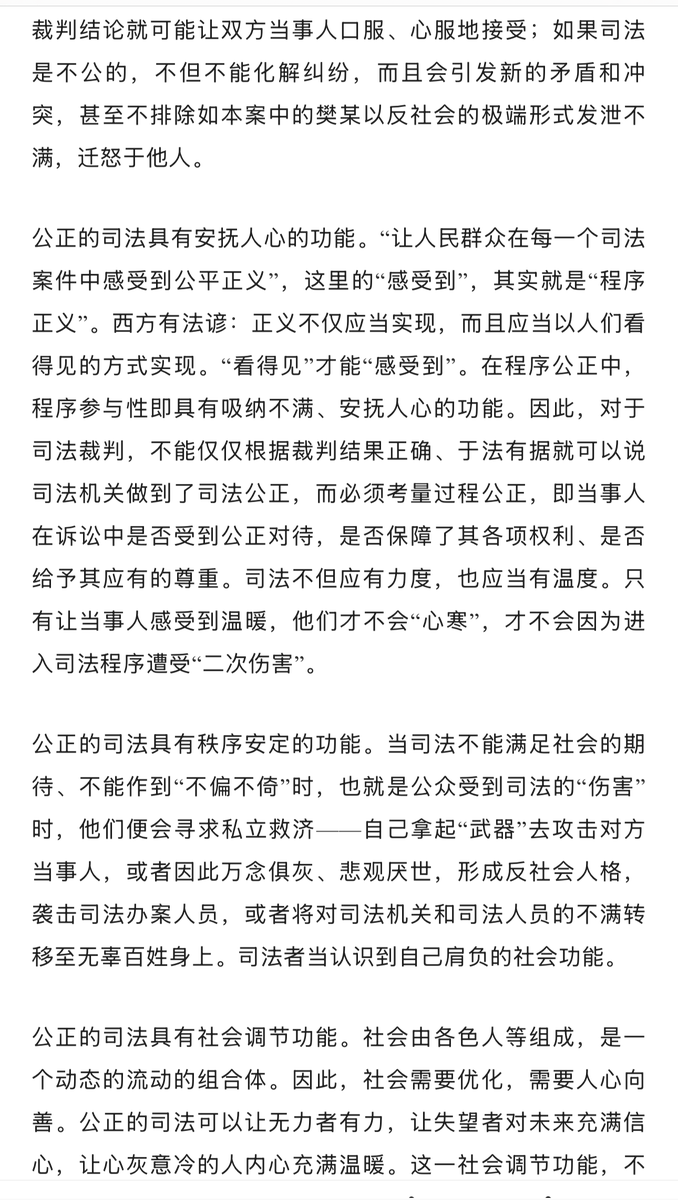 裁判结论就可能让双方当事人口服、心服地接受；如果司法
是不公的，不但不能化解纠纷，而且会引发新的矛盾和冲
突，甚至不排除如本案中的樊某以反社会的极端形式发泄不
满，迁怒于他人。
公正的司法具有安抚人心的功能。“让人民群众在每一个司法
案件中感受到公平正义”，这里的“感受到”，其实就是“程序
正义”。西方有法谚：正义不仅应当实现，而且应当以人们看
得见的方式实现。“看得见”才能“感受到”。在程序公正中，
程序参与性即具有吸纳不满、安抚人心的功能。因此，对于
司法裁判，不能仅仅根据裁判结果正确、于法有据就可以说
司法机关做到了司法公正，而必须考量过程公正，即当事人
在诉讼中是否受到公正对待，是否保障了其各项权利、是否
给予其应有的尊重。司法不但应有力度，也应当有温度。只
有让当事人感受到温暖，他们才不会“心寒”，才不会因为进
入司法程序遭受“二次伤害”。
公正的司法具有秩序安定的功能。当司法不能满足社会的期
待、不能作到“不偏不倚”时，也就是公众受到司法的“伤害”
时，他们便会寻求私立救济——自己拿起“武器”去攻击对方
当事人，或者因此万念俱灰、悲观厌世，形成反社会人格，
袭击司法办案人员，或者将对司法机关和司法人员的不满转
移至无辜百姓身上。司法者当认识到自己肩负的社会功能。
公正的司法具有社会调节功能。社会由各色人等组成，是一
个动态的流动的组合体。因此，社会需要优化，需要人心向
善。公正的司法可以让无力者有力，让失望者对未来充满信
心，让心灰意冷的人内心充满温暖。这一社会调节功能，不